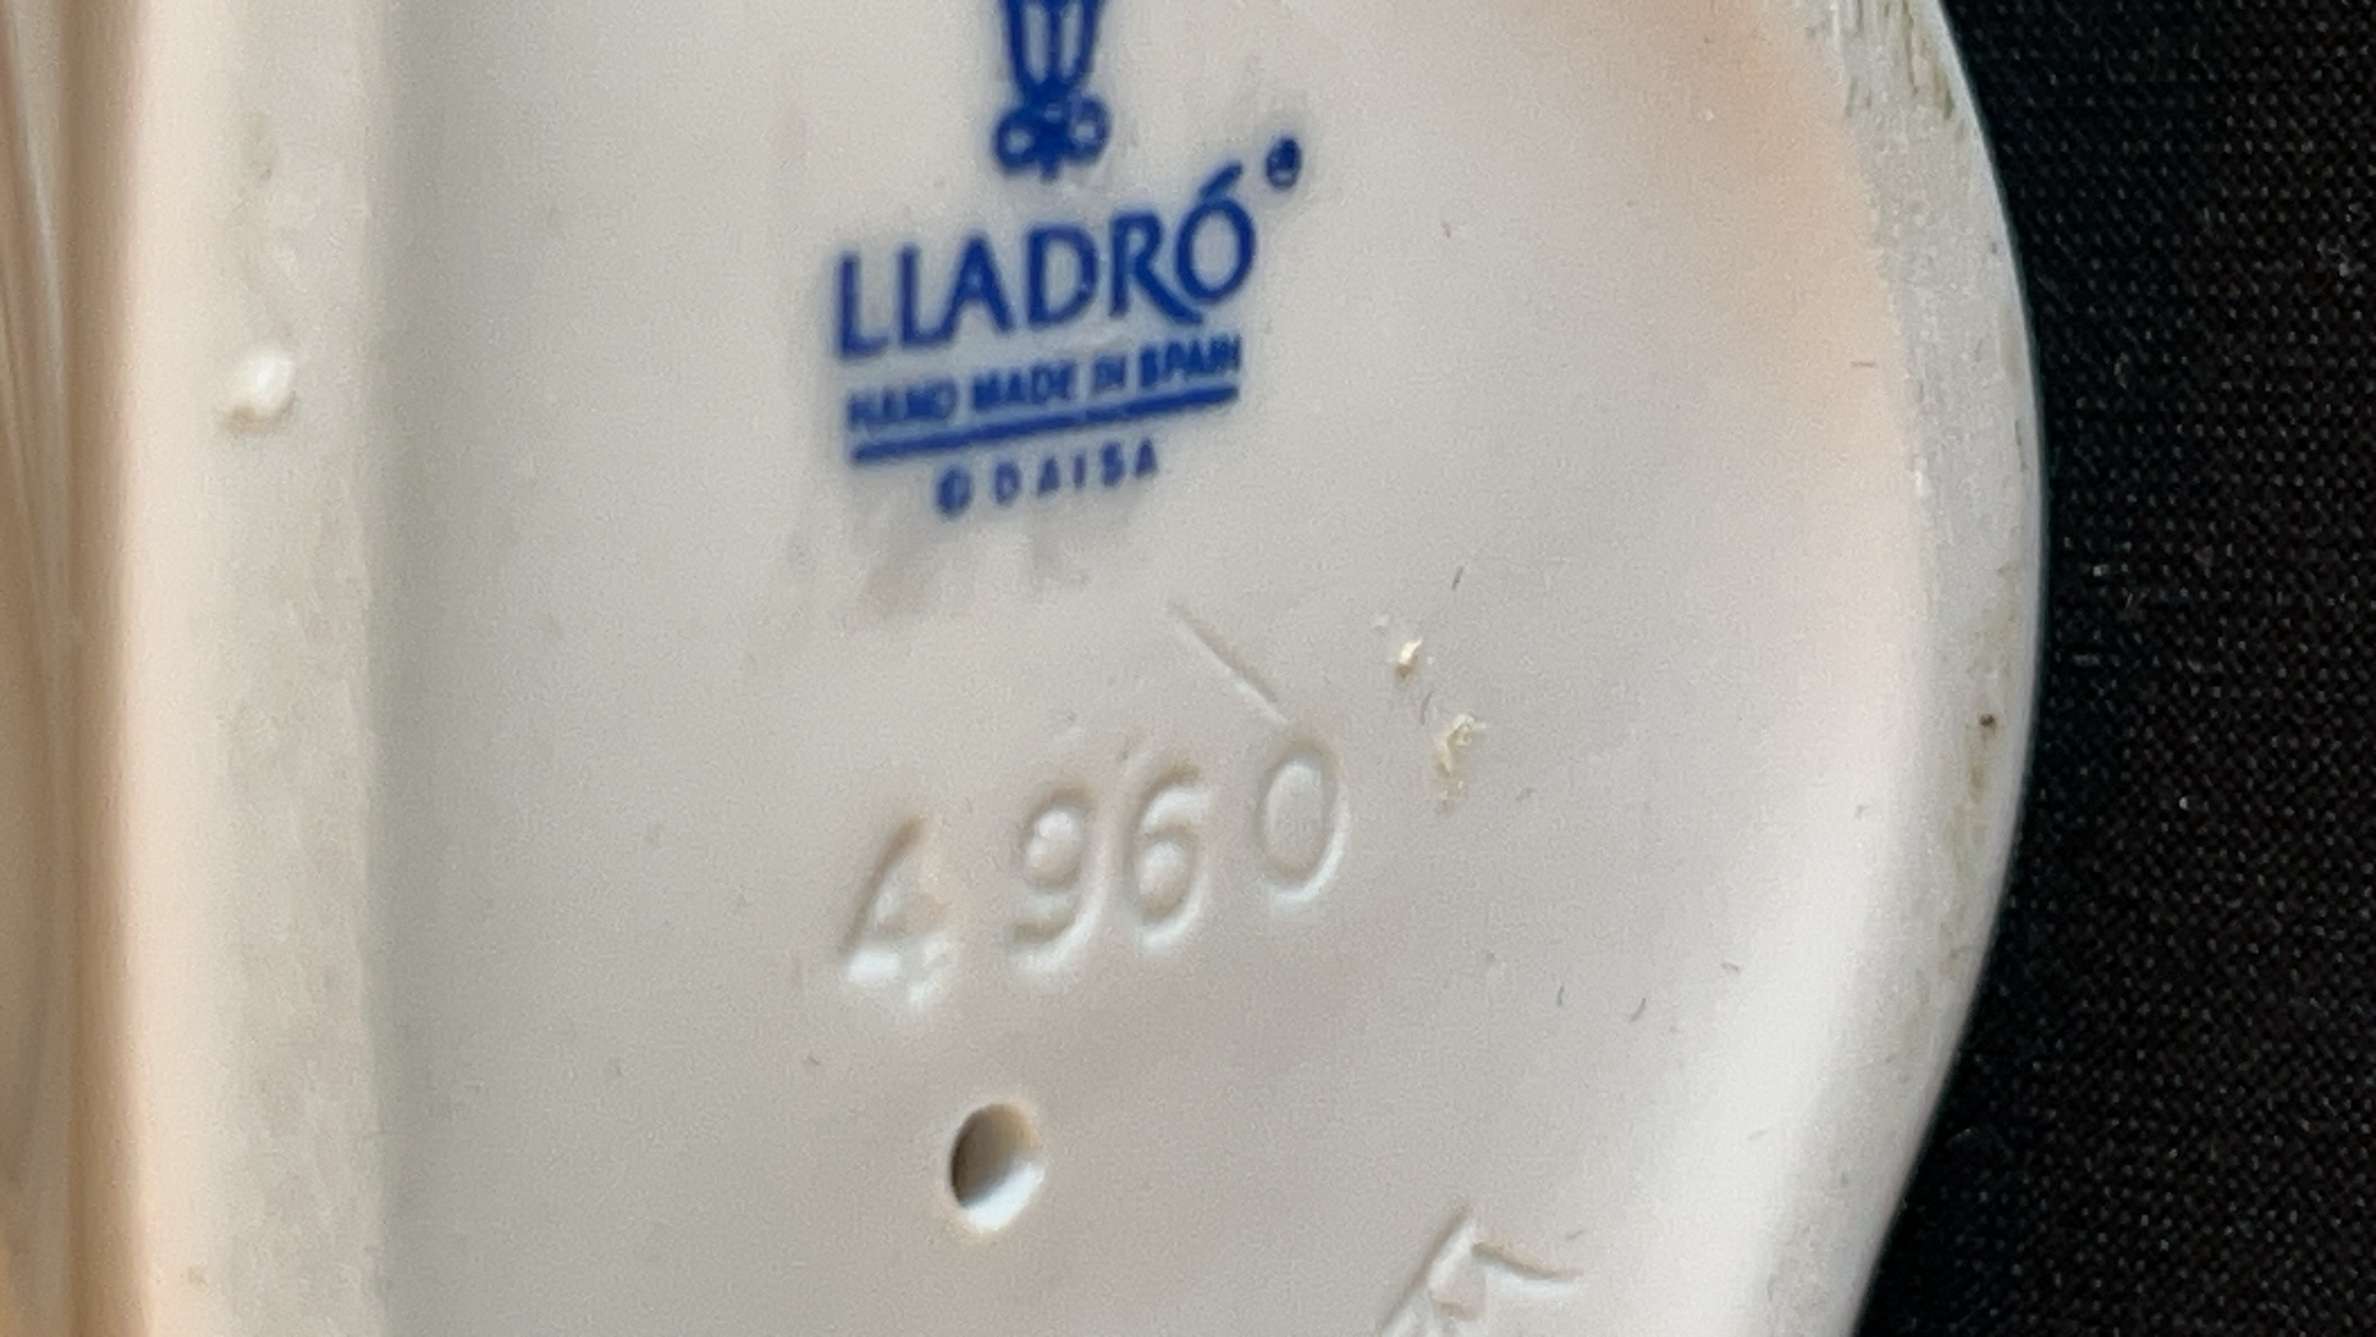 LLADRÓ®
HAND MADE IN SPAIN
© DAISA
4960